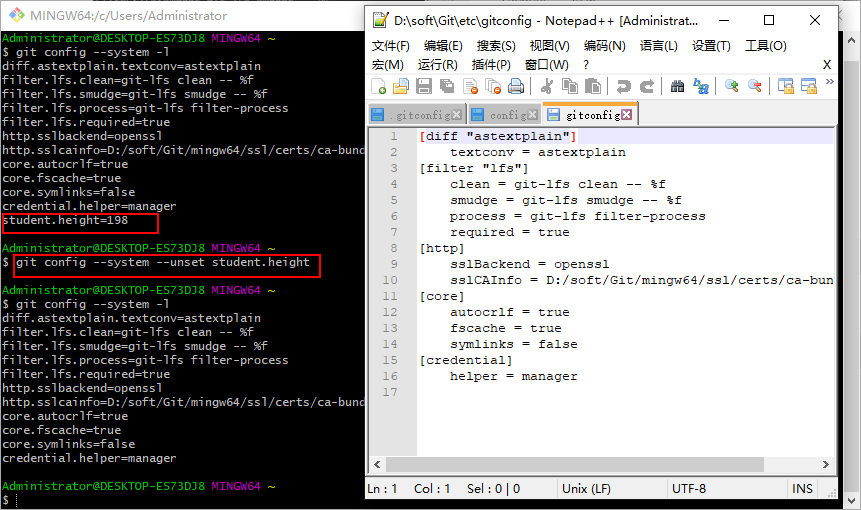 MINGW64:/c/Users/Administrator
Administrator@DESKTOP-ES73DJ8 MINGW64 ~
$ git config --system -l
diff.astextplain.textconv=astextplain
filter.lfs.clean=git-lfs clean -- %f
filter.lfs.smudge=git-lfs smudge -- %f
filter.lfs.process=git-lfs filter-process
filter.lfs.required=true
http.sslbackend=openssl
http.sslcainfo=D:/soft/Git/mingw64/ssl/certs/ca-bund
core.autocrlf=true
core.fscache=true
core.symlinks=false
credential.helper=manager
student.height=198
Administrator@DESKTOP-ES73DJ8 MINGW64 ~
$ git config --system --unset student.height
Administrator@DESKTOP-ES73DJ8 MINGW64 ~
$ git config --system -l
diff.astextplain.textconv=astextplain
filter.lfs.clean=git-lfs clean -- %f
filter.lfs.smudge=git-lfs smudge -- %f
filter.lfs.process=git-lfs filter-process
filter.lfs.required=true
http.sslbackend=openssl
http.sslcainfo=D:/soft/Git/mingw64/ssl/certs/ca-bund
core.autocrlf=true
core.fscache=true
core.symlinks=false
credential.helper=manager
Administrator@DESKTOP-ES73DJ8 MINGW64 ~
$
D:\soft\Git\etc\gitconfig - Notepad++ [Administrat...
文件(F) 编辑(E) 搜索(S) 视图(V) 编码(N) 语言(L) 设置(T) 工具(O)
宏(M) 运行(R) 插件(P) 窗口(W) ? X
.gitconfig config gitconfig
1 [diff "astextplain"]
2 textconv = astextplain
3 [filter "lfs"]
4 clean = git-lfs clean -- %f
5 smudge = git-lfs smudge -- %f
6 process = git-lfs filter-process
7 required = true
8 [http]
9 sslBackend = openssl
10 sslCAInfo = D:/soft/Git/mingw64/ssl/certs/ca-bun
11 [core]
12 autocrlf = true
13 fscache = true
14 symlinks = false
15 [credential]
16 helper = manager
17
Ln : 1 Col : 1 Sel : 0 | 0 Unix (LF) UTF-8 INS